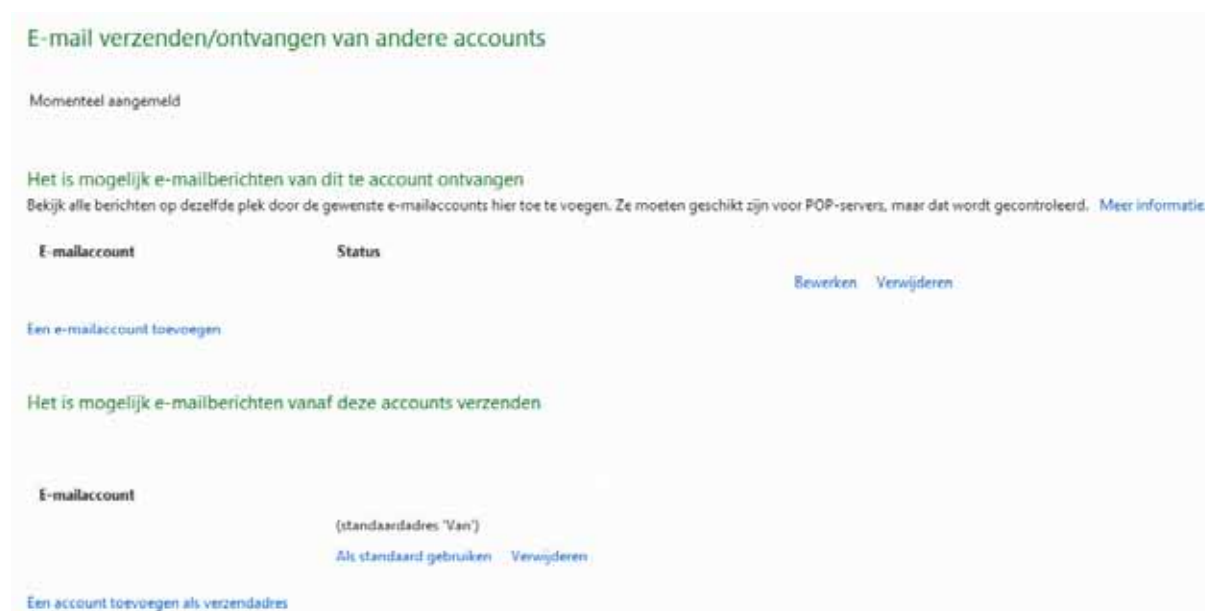 E-mail verzenden/ontvangen van andere accounts
Momenteel aangemeld
Het is mogelijk e-mailberichten van dit te account ontvangen
Bekijk alle berichten op dezelfde plek door de gewenste e-mailaccounts hier toe te voegen. Ze moeten geschikt zijn voor POP-servers, maar dat wordt gecontroleerd. Meer informatie
E-mailaccount Status
Bewerken Verwijderen
Een e-mailaccount toevoegen
Het is mogelijk e-mailberichten vanaf deze accounts verzenden
E-mailaccount
(standaardadres 'Van')
Als standaard gebruiken Verwijderen
Een account toevoegen als verzendadres